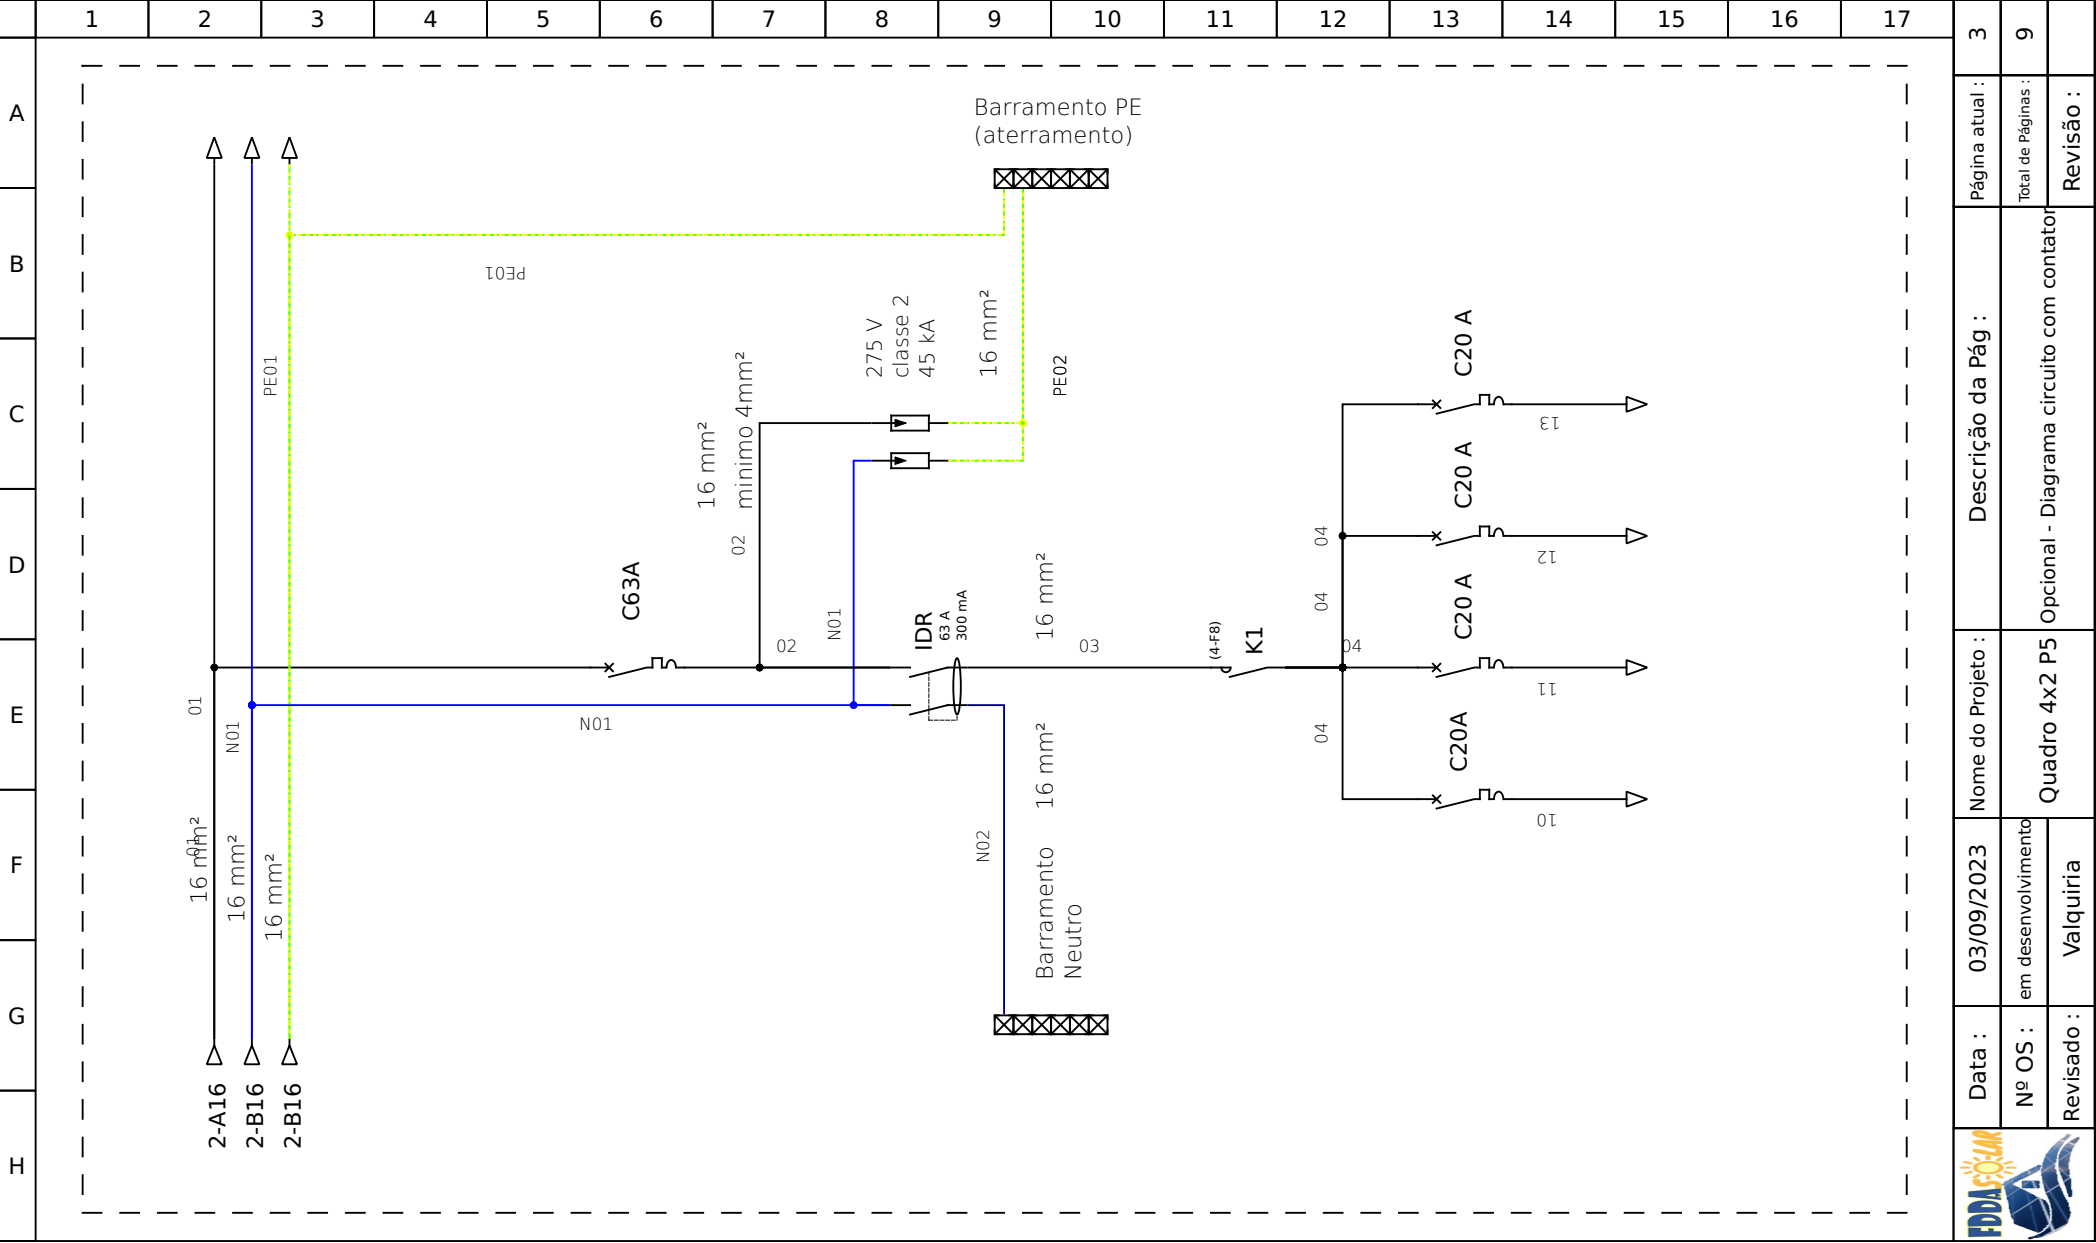 1 2 3 4 5 6 7 8 9 10 11 12 13 14 15 16 17
A
B
C
D
E
F
G
H
Barramento PE
(aterramento)
PE01
PE01
275 V
classe 2
45 kA
16 mm²
PE02
16 mm²
minimo 4mm²
02
C63A
02
N01
IDR
63 A
300 mA
16 mm²
03
(4-F8)
K1
04
04
04
04
C20 A
13
C20 A
12
C20 A
11
C20A
10
01
N01
N01
01
16 mm²
16 mm²
16 mm²
N02
16 mm²
Barramento
Neutro
2-A16
2-B16
2-B16
Página atual :
3
Total de Páginas :
9
Revisão :
Descrição da Pág :
Opcional - Diagrama circuito com contator
Nome do Projeto :
Quadro 4x2 P5
Data :
03/09/2023
Nº OS :
em desenvolvimento
Revisado :
Valquiria
FDDA SOLAR